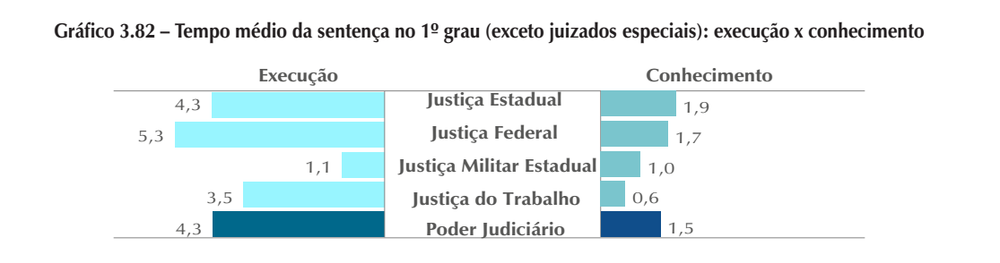 Gráfico 3.82 – Tempo médio da sentença no 1º grau (exceto juizados especiais): execução x conhecimento
Execução Conhecimento
4,3 Justiça Estadual 1,9
5,3 Justiça Federal 1,7
1,1 Justiça Militar Estadual 1,0
3,5 Justiça do Trabalho 0,6
4,3 Poder Judiciário 1,5